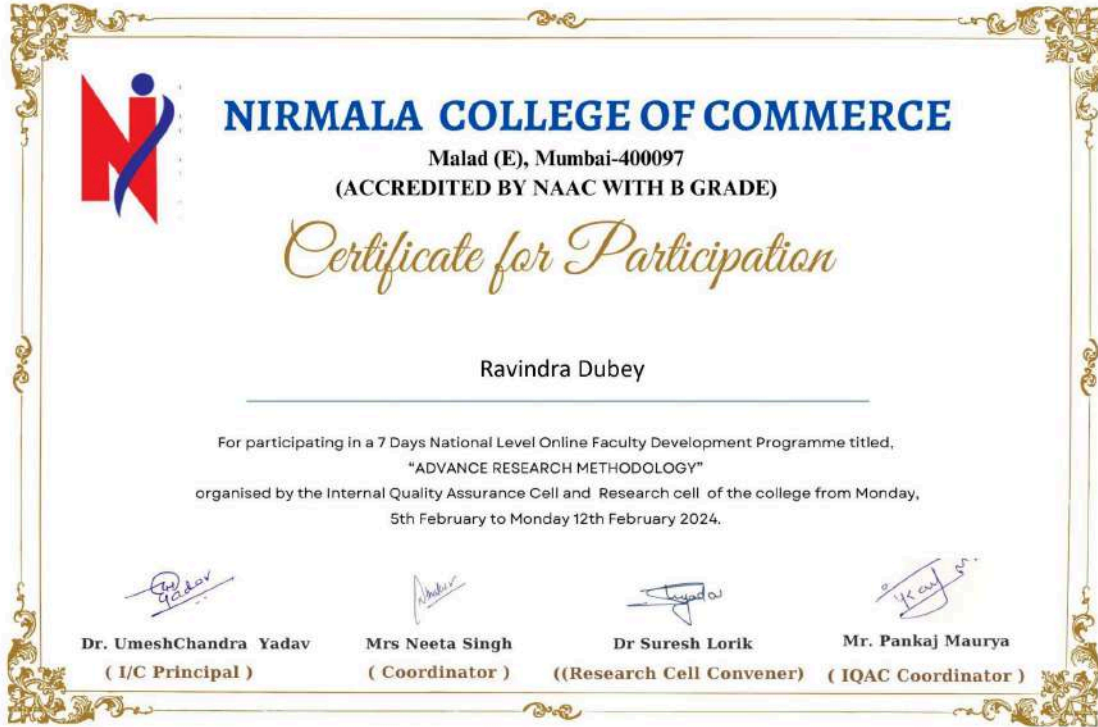 NIRMALA COLLEGE OF COMMERCE
Malad (E), Mumbai-400097
(ACCREDITED BY NAAC WITH B GRADE)
Certificate for Participation
Ravindra Dubey
For participating in a 7 Days National Level Online Faculty Development Programme titled,
“ADVANCE RESEARCH METHODOLOGY”
organised by the Internal Quality Assurance Cell and Research cell of the college from Monday,
5th February to Monday 12th February 2024.
Dr. UmeshChandra Yadav
( I/C Principal )
Mrs Neeta Singh
( Coordinator )
Dr Suresh Lorik
((Research Cell Convener)
Mr. Pankaj Maurya
( IQAC Coordinator )